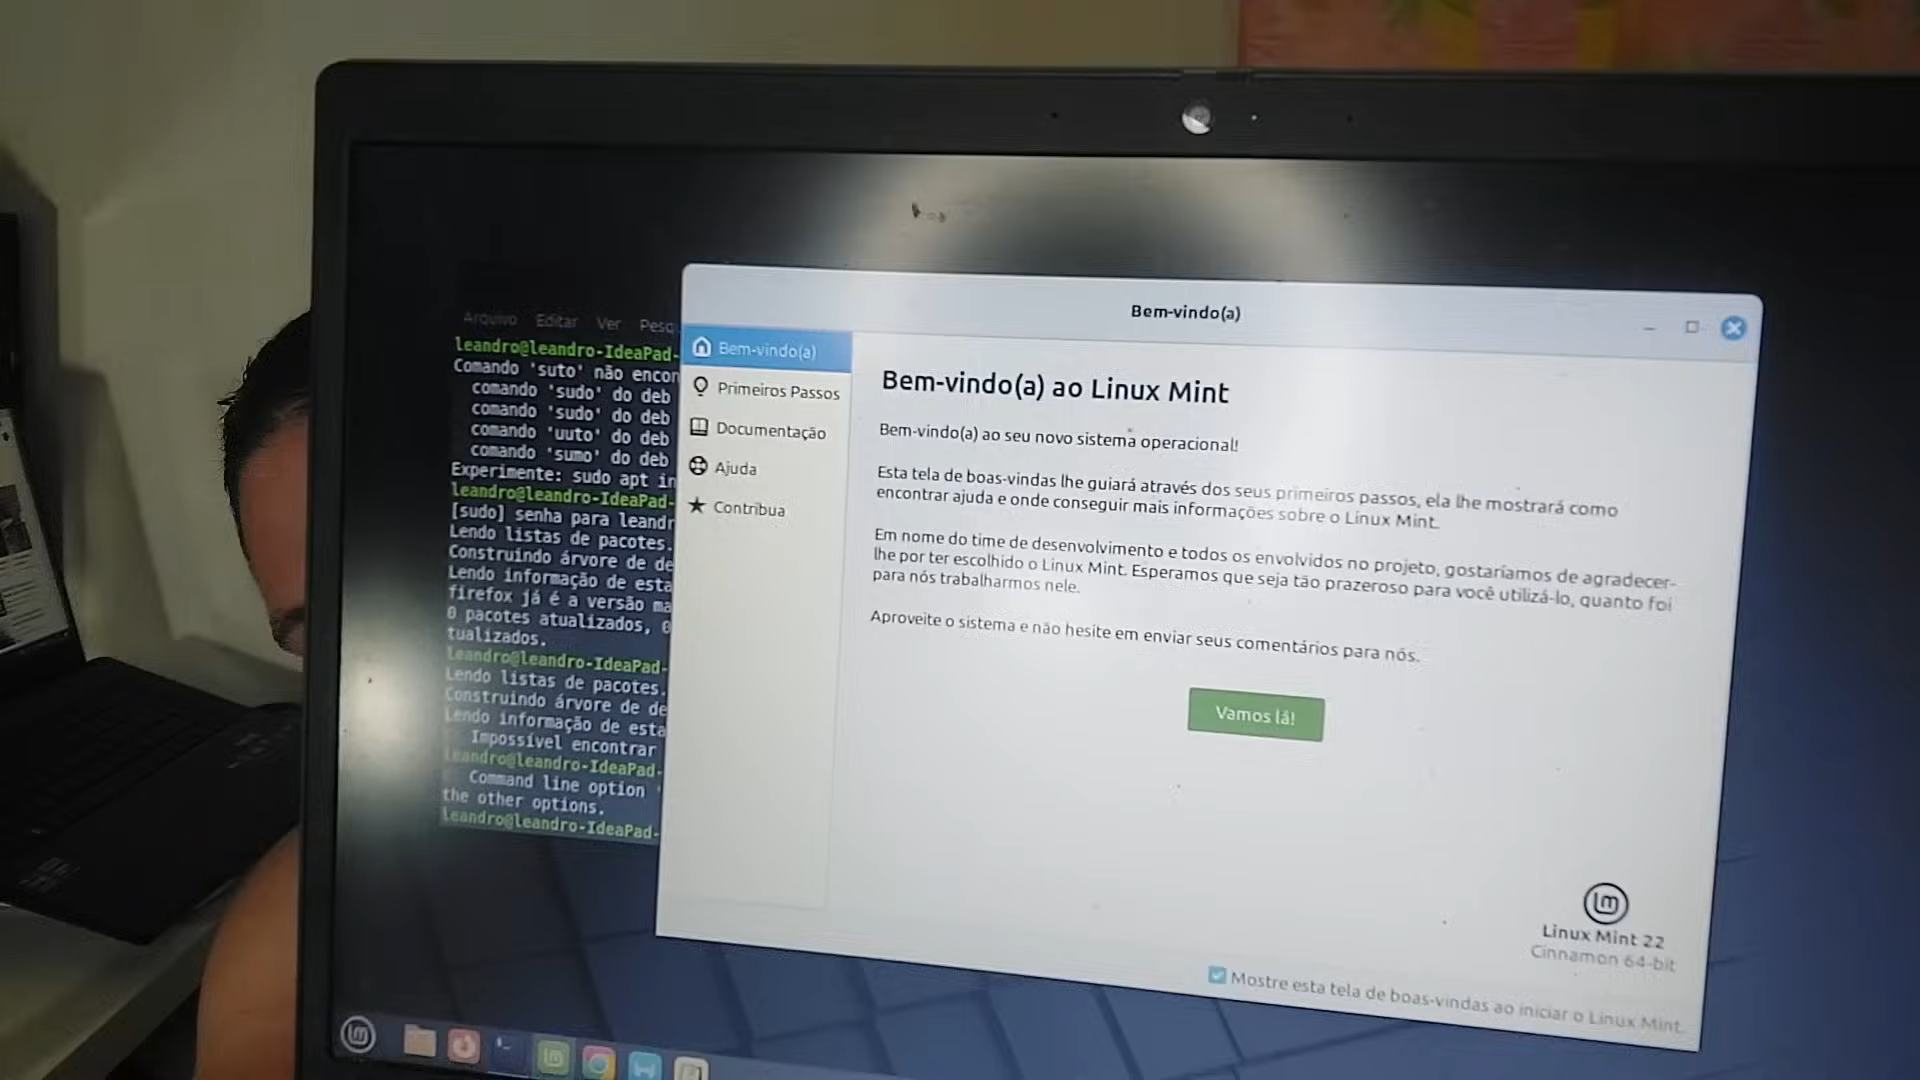 Arquivo Editar Ver Pesq
leandro@leandro-IdeaPad-
Comando 'suto' não encon
comando 'sudo' do deb
comando 'sudo' do deb
comando 'uuto' do deb
comando 'sumo' do deb
Experimente: sudo apt in
leandro@leandro-IdeaPad-
[sudo] senha para leandr
Lendo listas de pacotes.
Construindo árvore de de
Lendo informação de esta
firefox já é a versão ma
0 pacotes atualizados, 0
tualizados.
leandro@leandro-IdeaPad-
Lendo listas de pacotes.
Construindo árvore de de
Lendo informação de esta
Impossível encontrar
leandro@leandro-IdeaPad-
Command line option '
the other options.
leandro@leandro-IdeaPad-
Bem-vindo(a)
Bem-vindo(a)
Primeiros Passos
Documentação
Ajuda
Contribua
Bem-vindo(a) ao Linux Mint
Bem-vindo(a) ao seu novo sistema operacional!
Esta tela de boas-vindas lhe guiará através dos seus primeiros passos, ela lhe mostrará como
encontrar ajuda e onde conseguir mais informações sobre o Linux Mint.
Em nome do time de desenvolvimento e todos os envolvidos no projeto, gostaríamos de agradecer-
lhe por ter escolhido o Linux Mint. Esperamos que seja tão prazeroso para você utilizá-lo, quanto foi
para nós trabalharmos nele.
Aproveite o sistema e não hesite em enviar seus comentários para nós.
Vamos lá!
Linux Mint 22
Cinnamon 64-bit
Mostre esta tela de boas-vindas ao iniciar o Linux Mint.